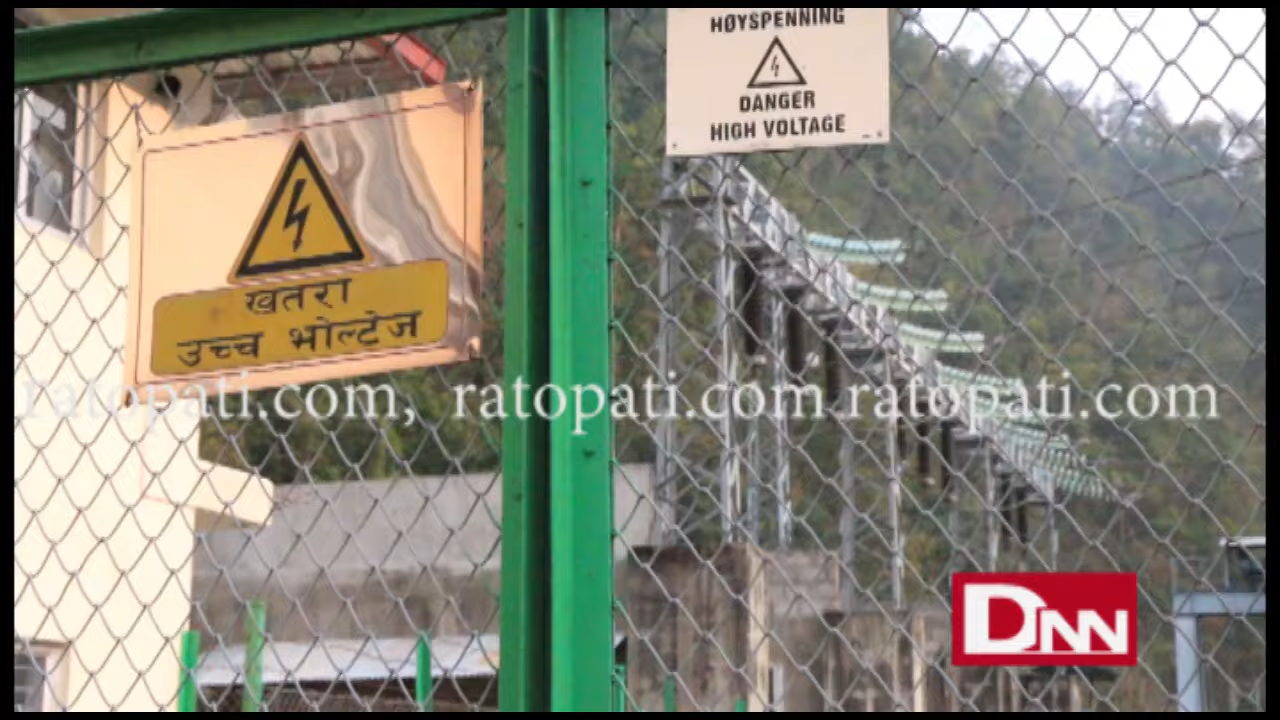 HØYSPENNING
DANGER
HIGH VOLTAGE
खतरा
उच्च भोल्टेज
ratopati.com, ratopati.com ratopati.com
DNN